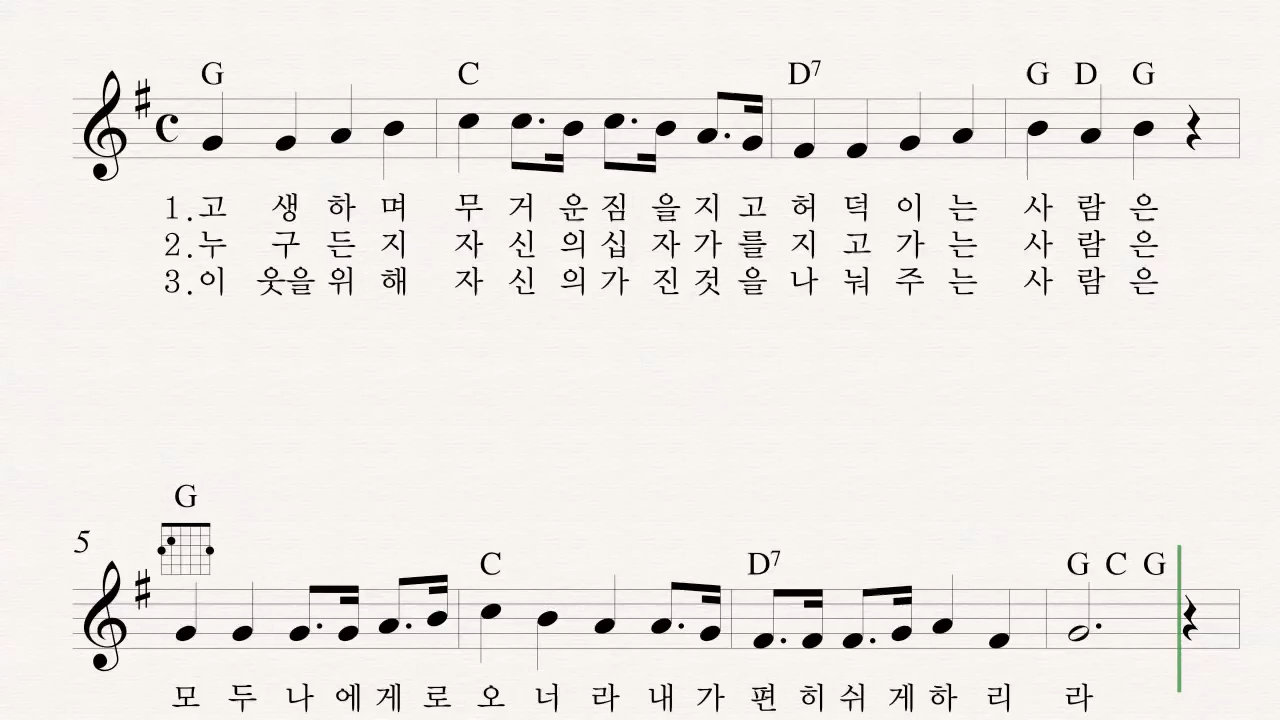 G C D7 G D G
1.고 생 하 며 무 거 운 짐 을 지 고 허 덕 이 는 사 람 은
2.누 구 든 지 자 신 의 십 자 가 를 지 고 가 는 사 람 은
3.이 웃을 위 해 자 신 의 가 진 것 을 나 눠 주 는 사 람 은
G
5
C D7 G C G
모 두 나 에 게 로 오 너 라 내 가 편 히 쉬 게 하 리 라